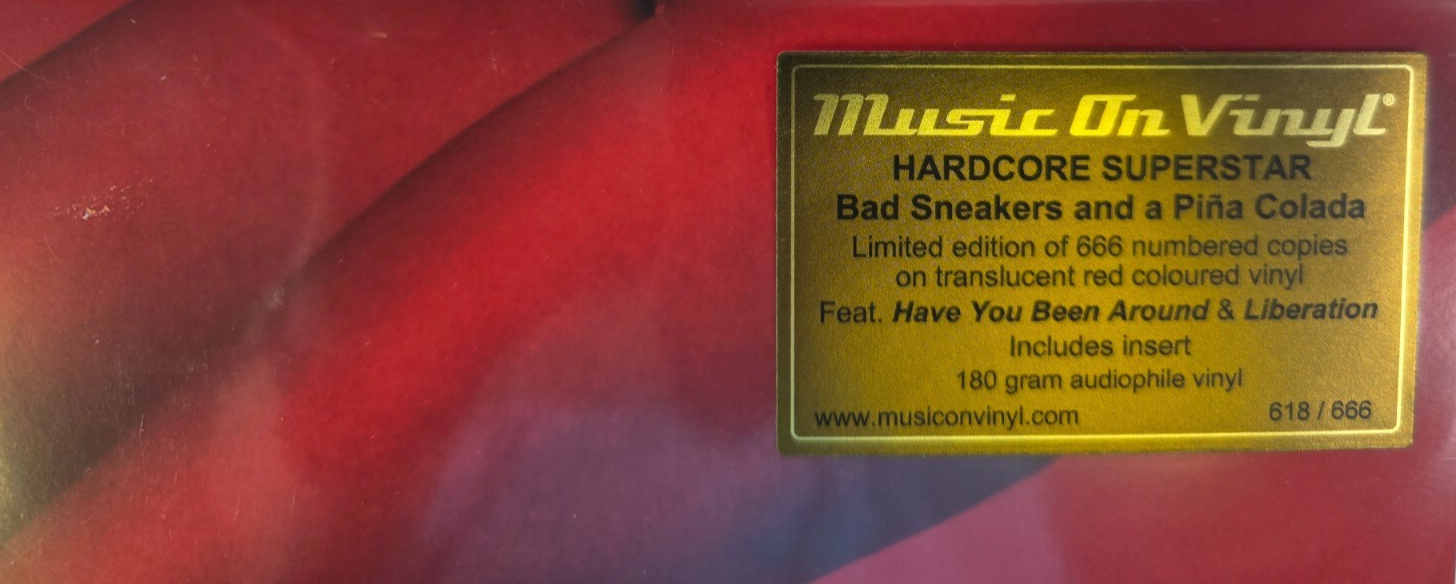 Music On Vinyl®
HARDCORE SUPERSTAR
Bad Sneakers and a Piña Colada
Limited edition of 666 numbered copies
on translucent red coloured vinyl
Feat. Have You Been Around & Liberation
Includes insert
180 gram audiophile vinyl
www.musiconvinyl.com 618 / 666